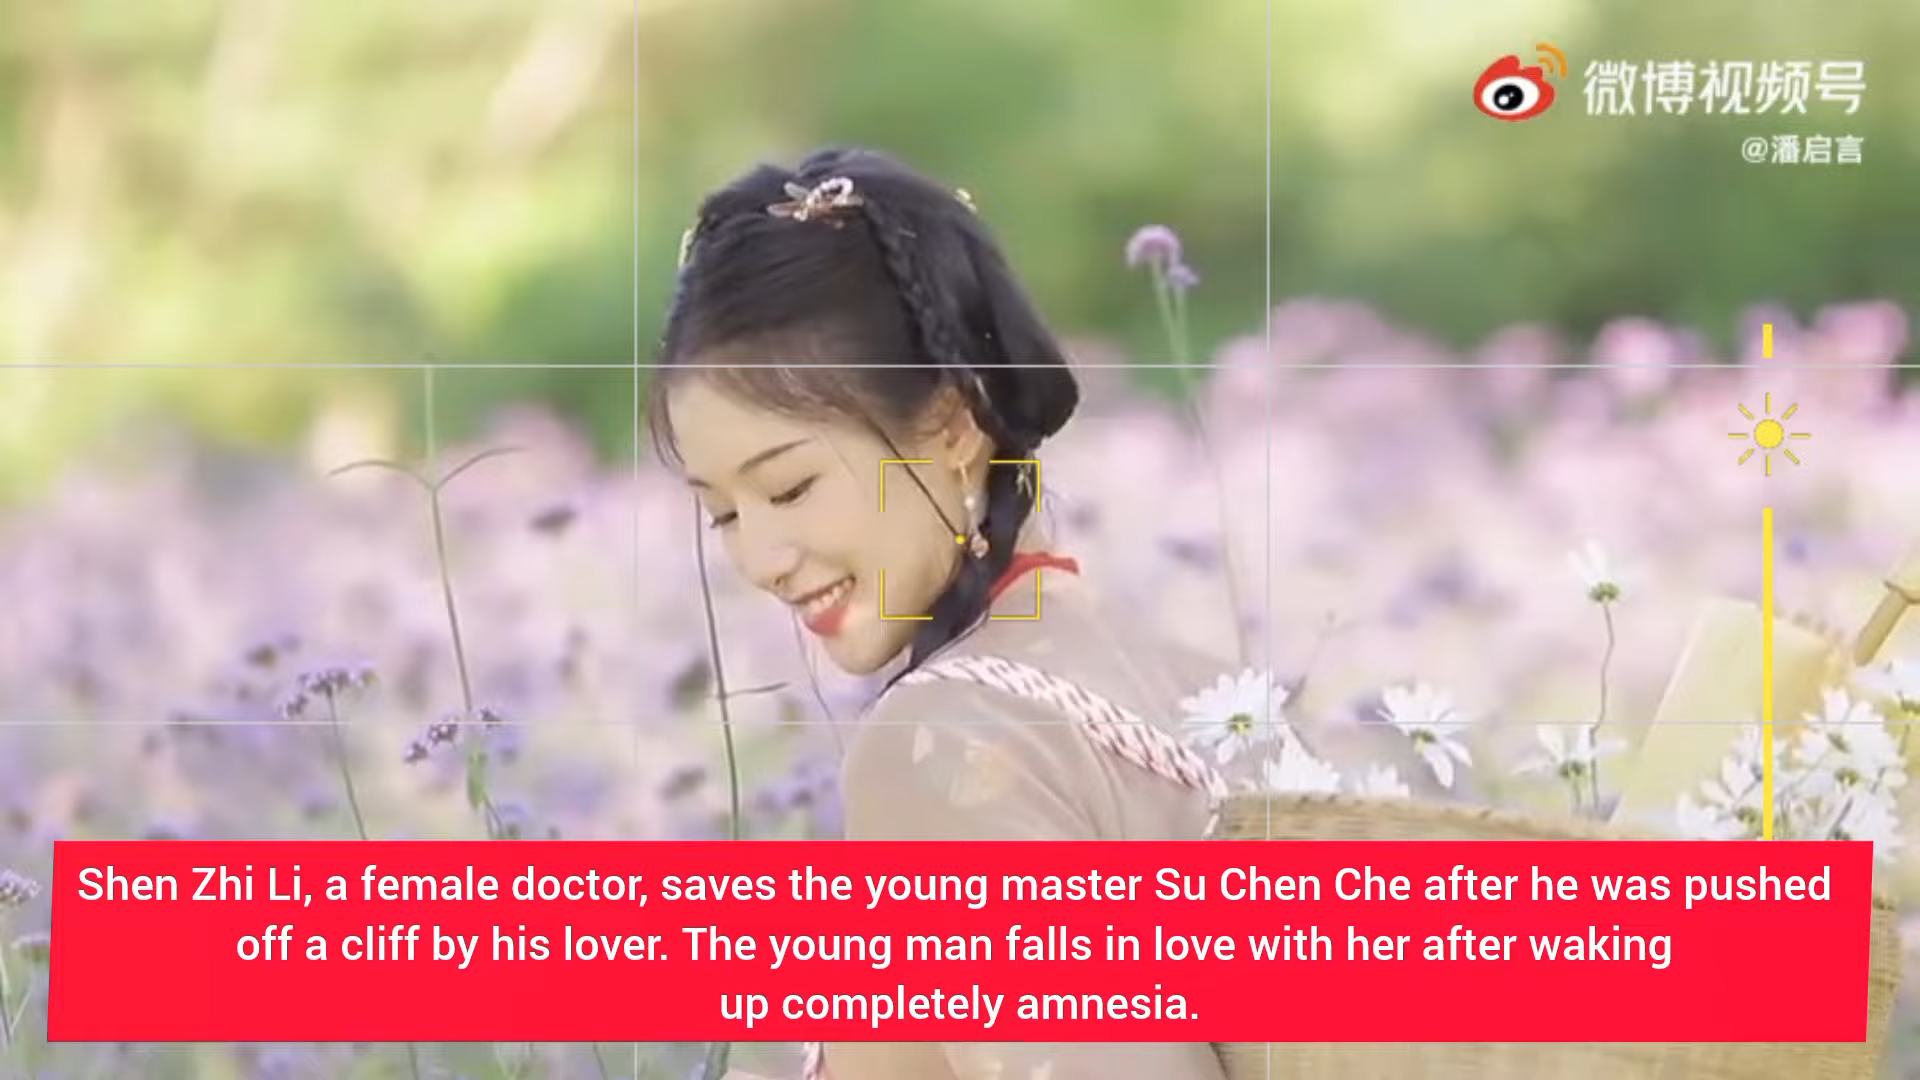 微博视频号
@潘启言
Shen Zhi Li, a female doctor, saves the young master Su Chen Che after he was pushed
off a cliff by his lover. The young man falls in love with her after waking
up completely amnesia.